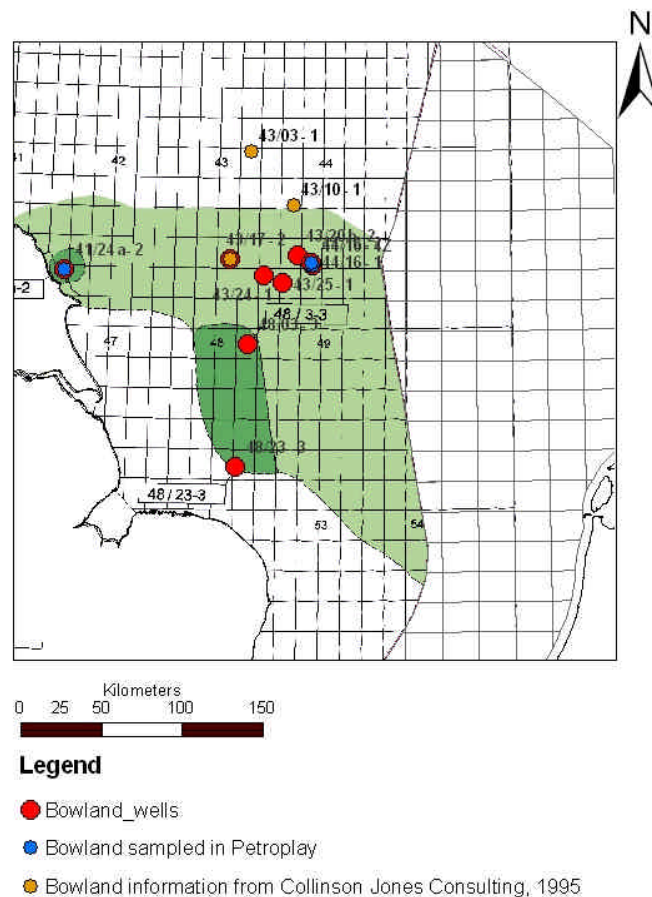 N
43/03 - 1
41
42
43
44
43/10 - 1
43/17 - 2
41/24 a- 2
44/16 - 1
43/24 - 1
43/25 - 1
48 / 3-3
47
48
49
48/23 - 3
48 / 23-3
53
54
Kilometers
0 25 50 100 150
Legend
Bowland_wells
Bowland sampled in Petroplay
Bowland information from Collinson Jones Consulting, 1995